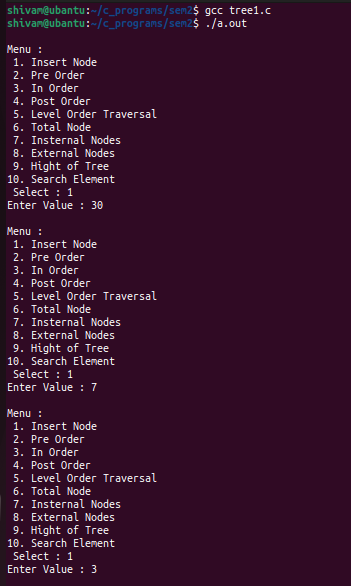 shivam@ubantu:~/c_programs/sem2$ gcc tree1.c
shivam@ubantu:~/c_programs/sem2$ ./a.out

Menu :
 1. Insert Node
 2. Pre Order
 3. In Order
 4. Post Order
 5. Level Order Traversal
 6. Total Node
 7. Insternal Nodes
 8. External Nodes
 9. Hight of Tree
10. Search Element
 Select : 1
Enter Value : 30

Menu :
 1. Insert Node
 2. Pre Order
 3. In Order
 4. Post Order
 5. Level Order Traversal
 6. Total Node
 7. Insternal Nodes
 8. External Nodes
 9. Hight of Tree
10. Search Element
 Select : 1
Enter Value : 7

Menu :
 1. Insert Node
 2. Pre Order
 3. In Order
 4. Post Order
 5. Level Order Traversal
 6. Total Node
 7. Insternal Nodes
 8. External Nodes
 9. Hight of Tree
10. Search Element
 Select : 1
Enter Value : 3